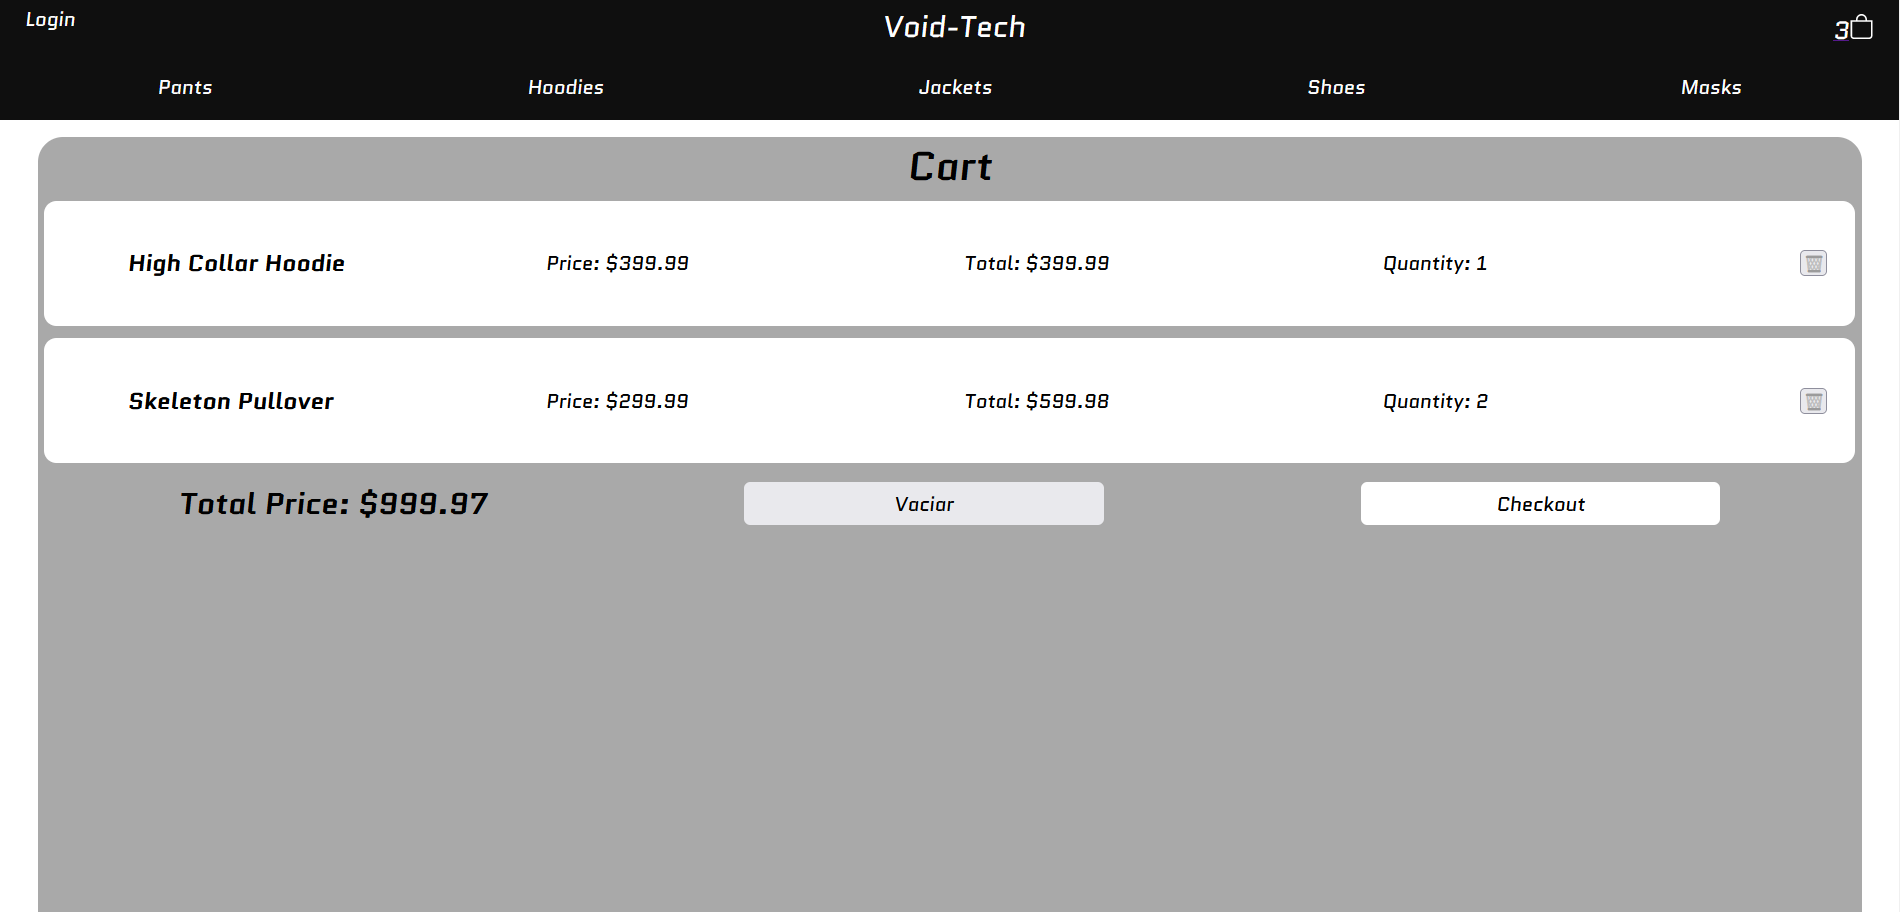 Login
Void-Tech
3
Pants
Hoodies
Jackets
Shoes
Masks
Cart
High Collar Hoodie
Price: $399.99
Total: $399.99
Quantity: 1
Skeleton Pullover
Price: $299.99
Total: $599.98
Quantity: 2
Total Price: $999.97
Vaciar
Checkout